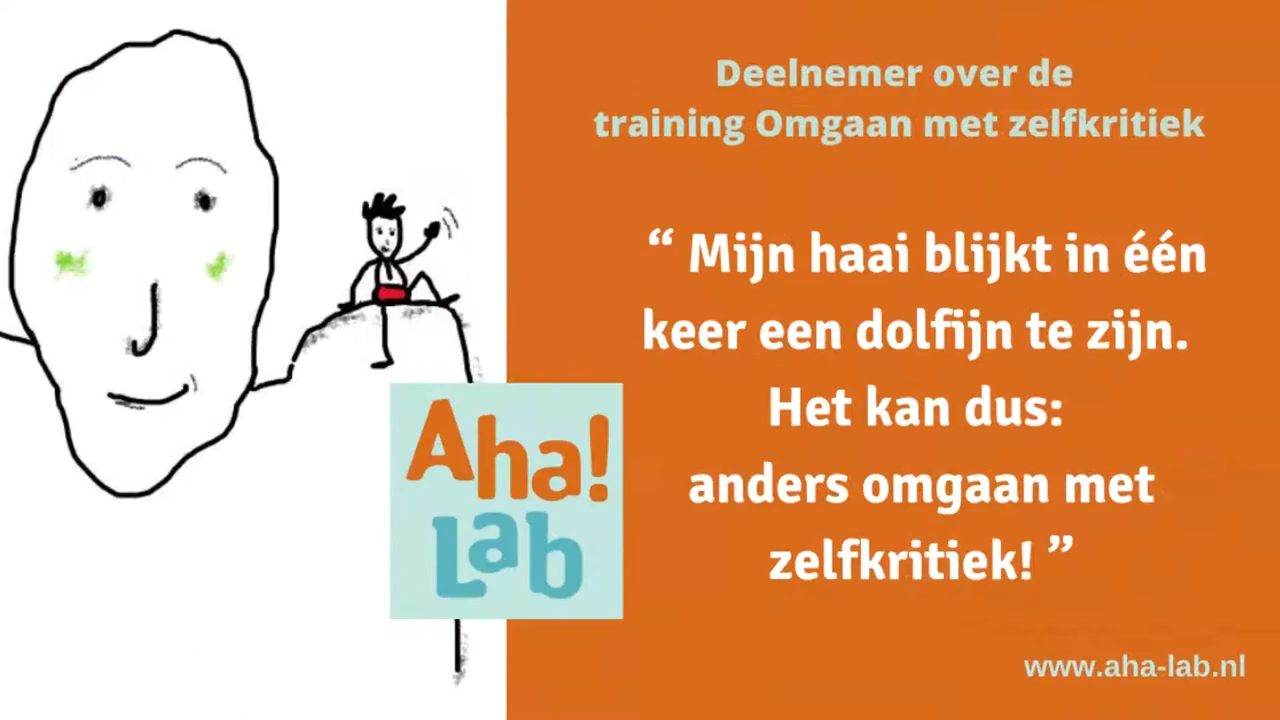 Deelnemer over de
training Omgaan met zelfkritiek
“ Mijn haai blijkt in één
keer een dolfijn te zijn.
Het kan dus:
anders omgaan met
zelfkritiek! ”
Aha!
Lab
www.aha-lab.nl